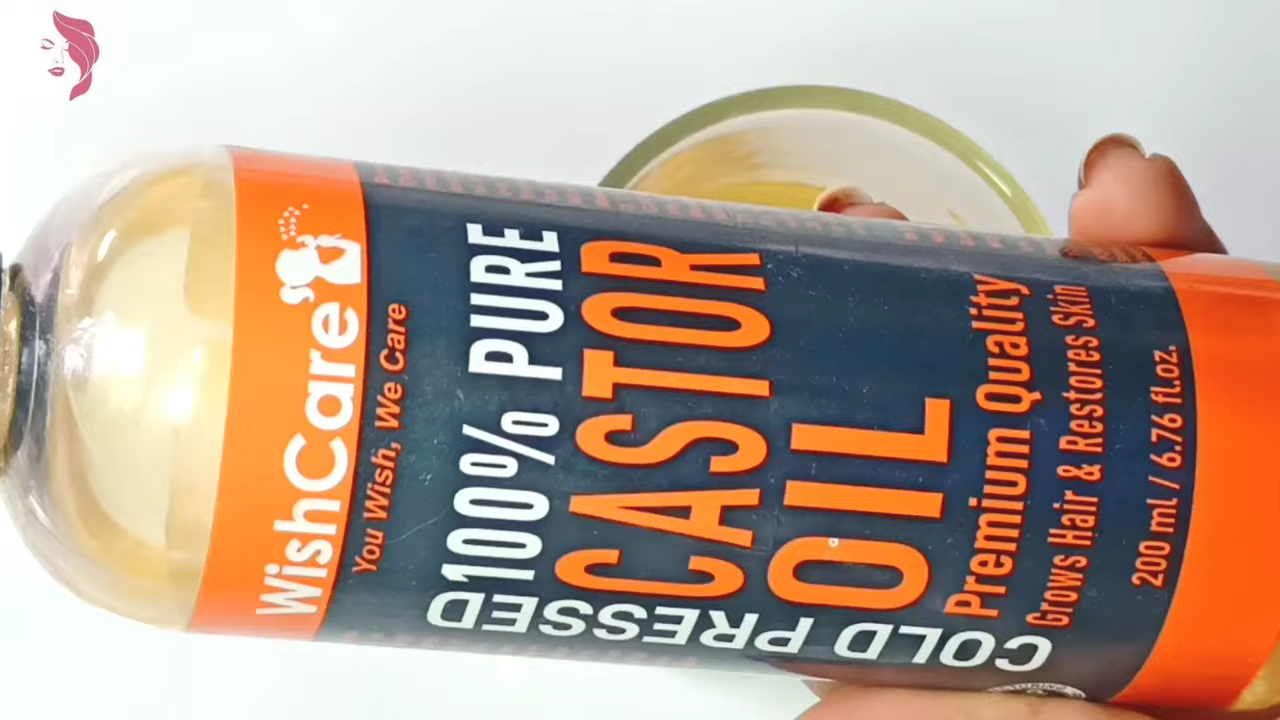 WishCare
You Wish, We Care
100% PURE
CASTOR
OIL
COLD PRESSED
Premium Quality
Grows Hair & Restores Skin
200 ml / 6.76 fl.oz.